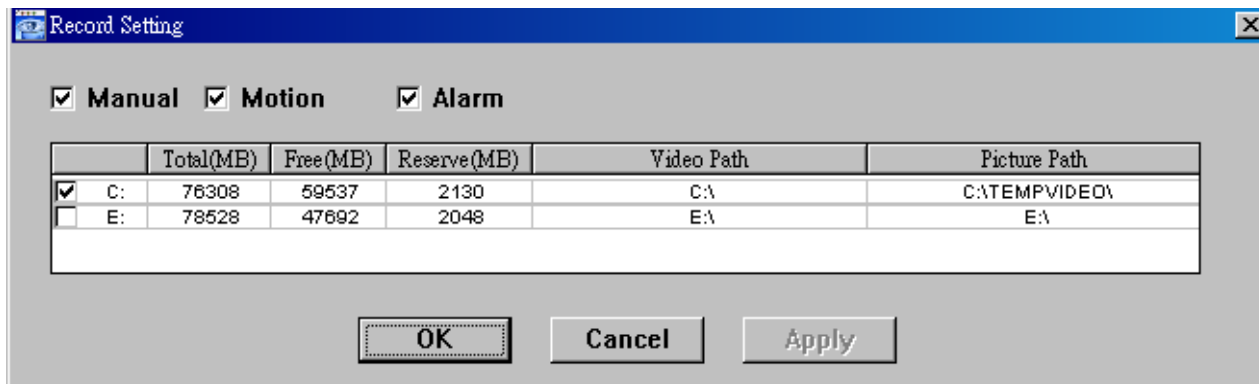 Record Setting
Manual Motion Alarm
Total(MB) Free(MB) Reserve(MB) Video Path Picture Path
C: 76308 59537 2130 C:\ C:\TEMPVIDEO\
E: 78528 47692 2048 E:\ E:\
OK Cancel Apply